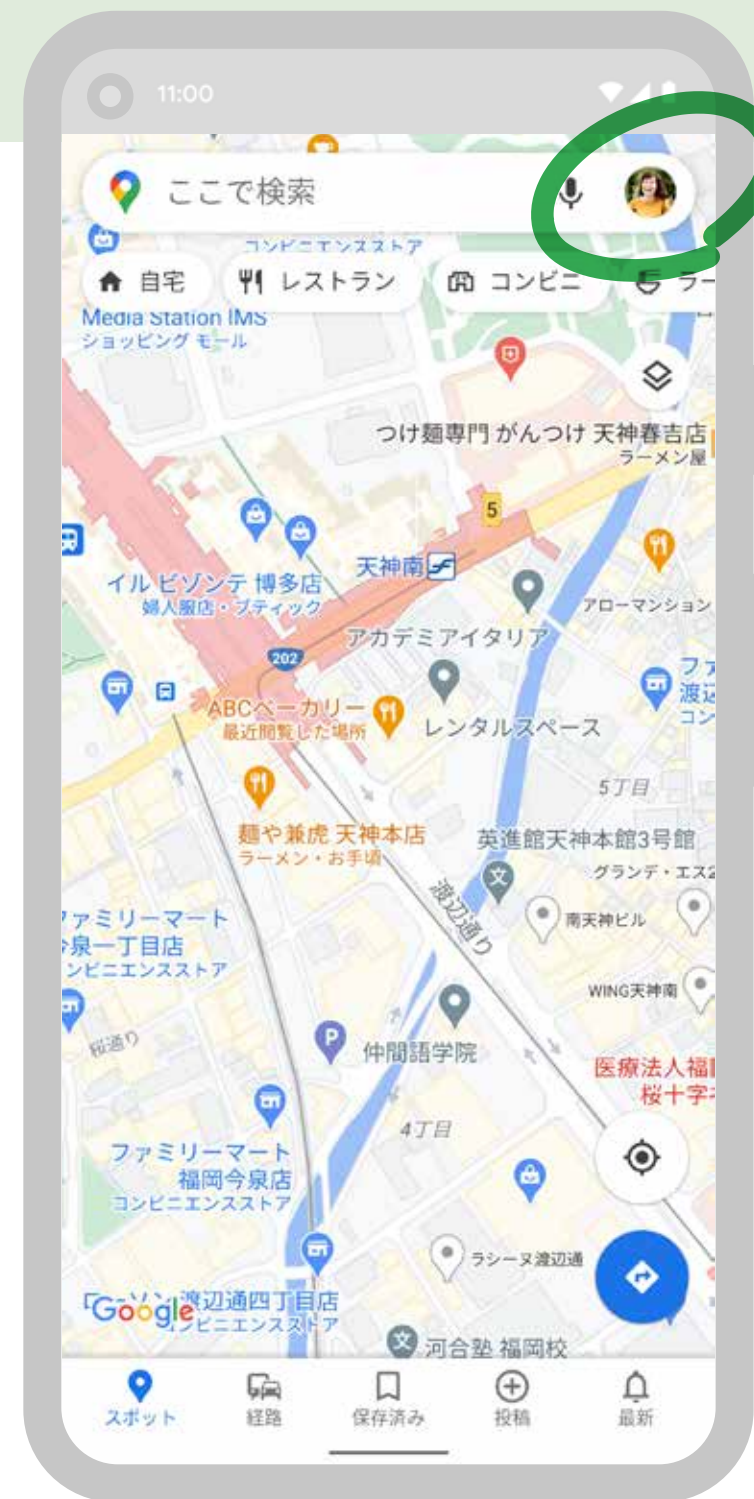 11:00
ここで検索
コンビニエンスストア
自宅
レストラン
コンビニ
ラー
Media Station IMS
ショッピング モール
つけ麺専門 がんつけ 天神春吉店
ラーメン屋
5
イル ビゾンテ 博多店
婦人服店・ブティック
天神南
アローマンション
アカデミアイタリア
202
ファ
渡辺
コン
ABCベーカリー
最近閲覧した場所
レンタルスペース
5丁目
麺や兼虎 天神本店
ラーメン・お手頃
英進館天神本館3号館
グランデ・エス2
文
渡辺通り
南天神ビル
ファミリーマート
泉一丁目店
ンビニエンスストア
WING天神南
桜通り
P
仲間語学院
医療法人福
桜十字
4丁目
ファミリーマート
福岡今泉店
コンビニエンスストア
ラシーヌ渡辺通
Google
渡辺通四丁目店
ビニエンスストア
文
河合塾 福岡校
スポット
経路
保存済み
投稿
最新